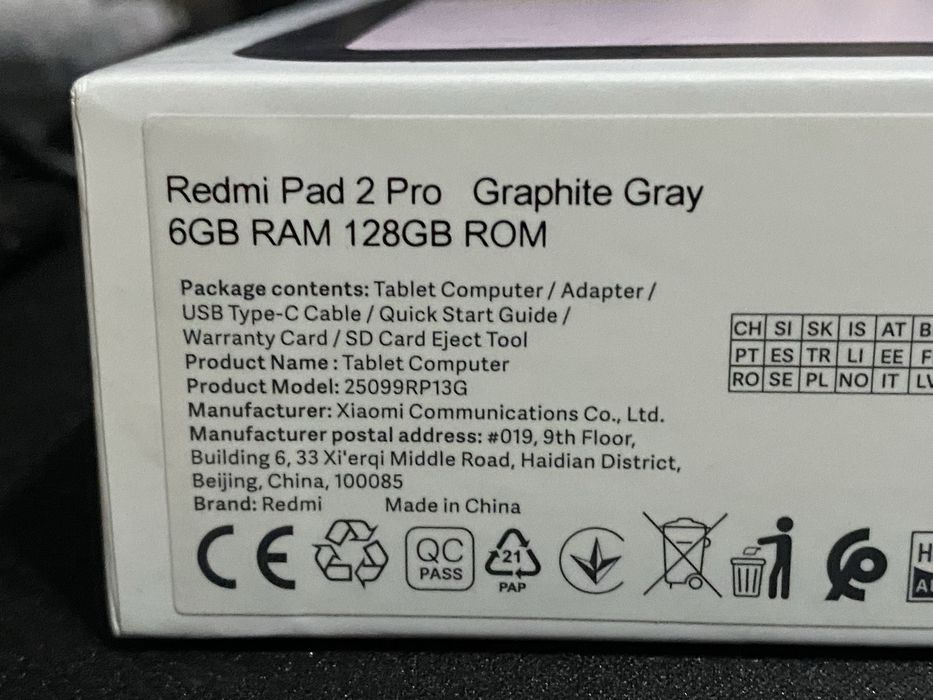 Redmi Pad 2 Pro Graphite Gray
6GB RAM 128GB ROM
Package contents: Tablet Computer / Adapter /
USB Type-C Cable / Quick Start Guide /
Warranty Card / SD Card Eject Tool
Product Name : Tablet Computer
Product Model: 25099RP13G
Manufacturer: Xiaomi Communications Co., Ltd.
Manufacturer postal address: #019, 9th Floor,
Building 6, 33 Xi'erqi Middle Road, Haidian District,
Beijing, China, 100085
Brand: Redmi Made in China
CH SI SK IS AT
PT ES TR LI EE
RO SE PL NO IT
CE
QC
PASS
21
PAP